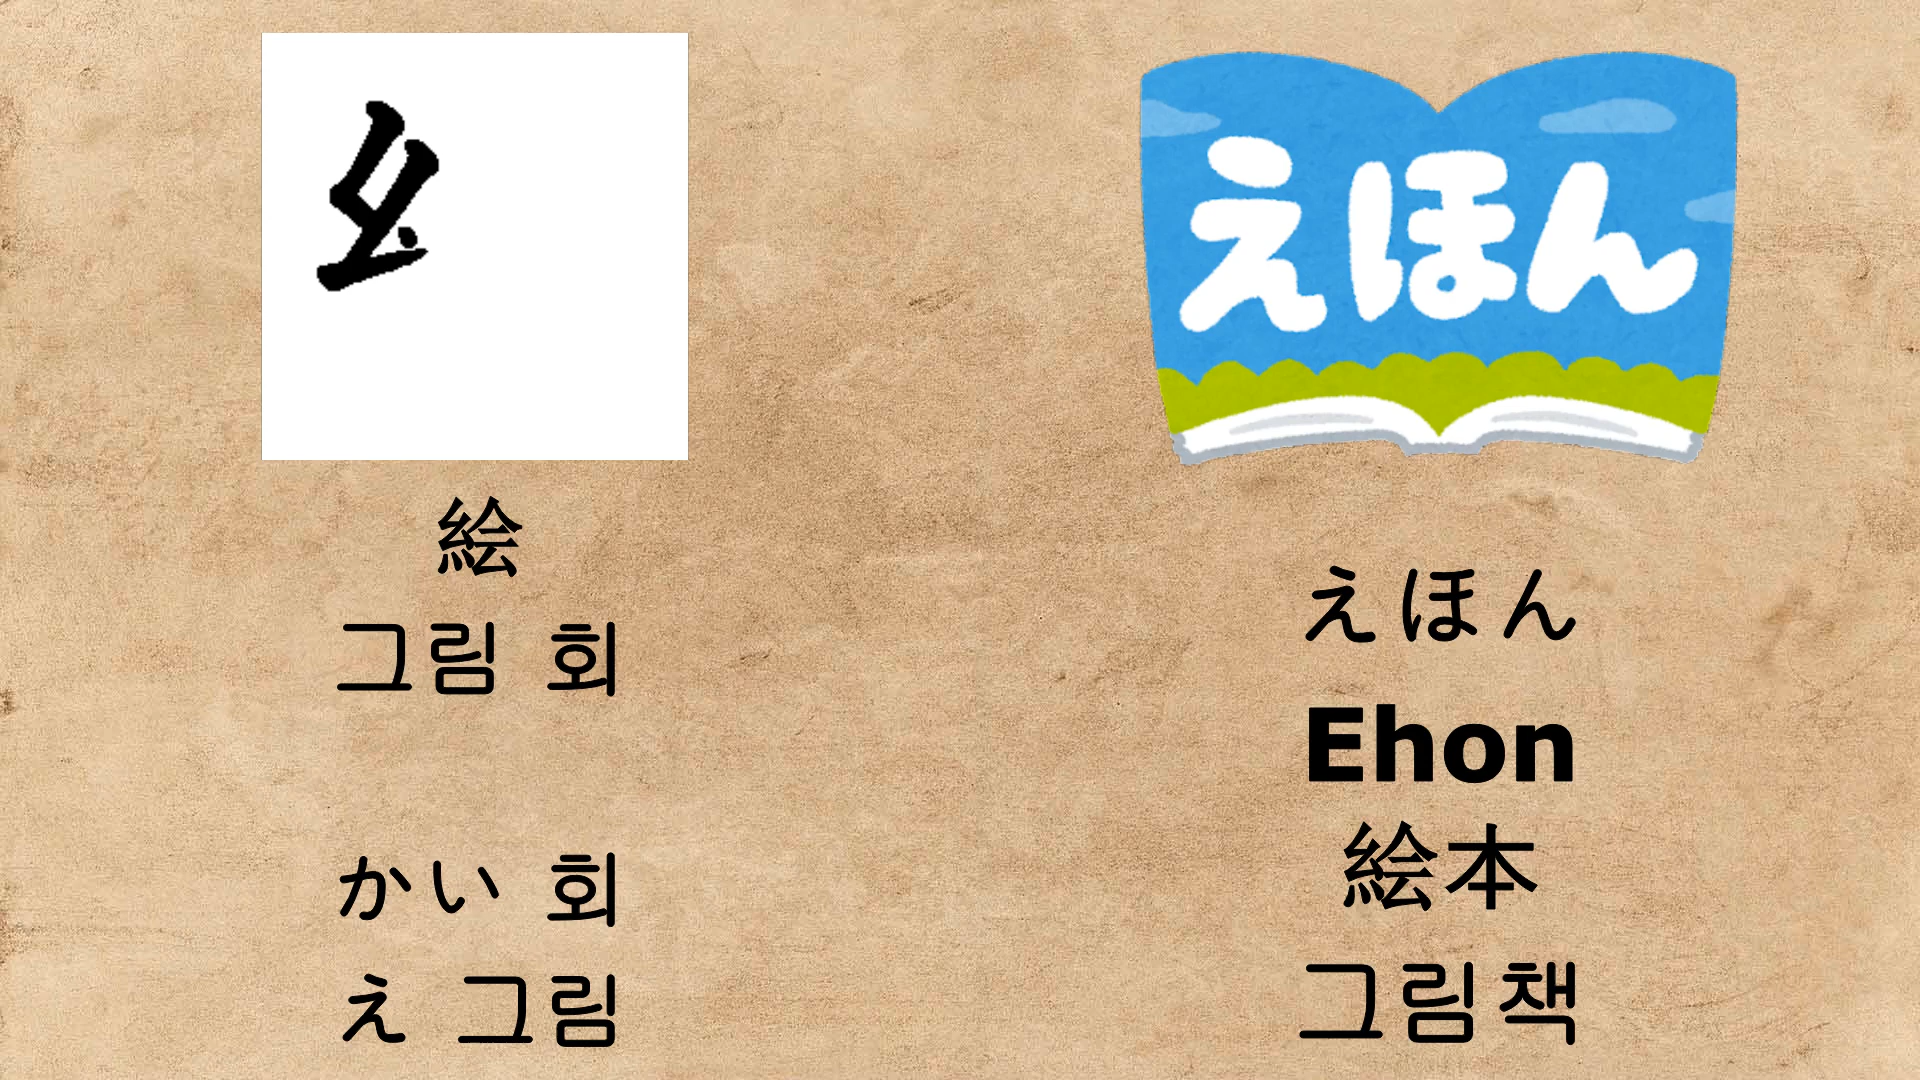 絵
그림 회
かい 회
え 그림
えほん
えほん
Ehon
絵本
그림책